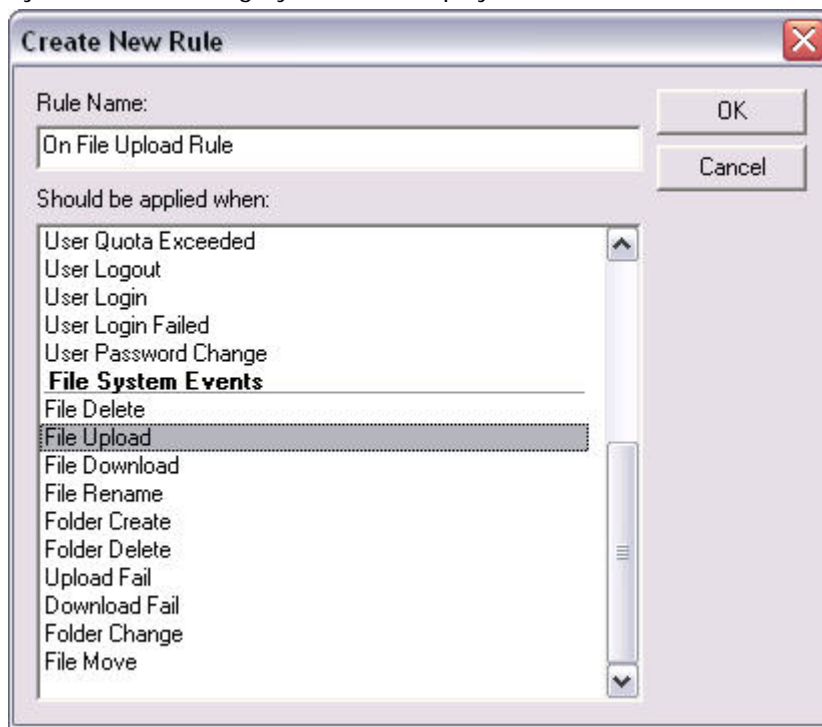 Create New Rule
Rule Name:
OK
On File Upload Rule
Cancel
Should be applied when:
User Quota Exceeded
User Logout
User Login
User Login Failed
User Password Change
File System Events
File Delete
File Upload
File Download
File Rename
Folder Create
Folder Delete
Upload Fail
Download Fail
Folder Change
File Move